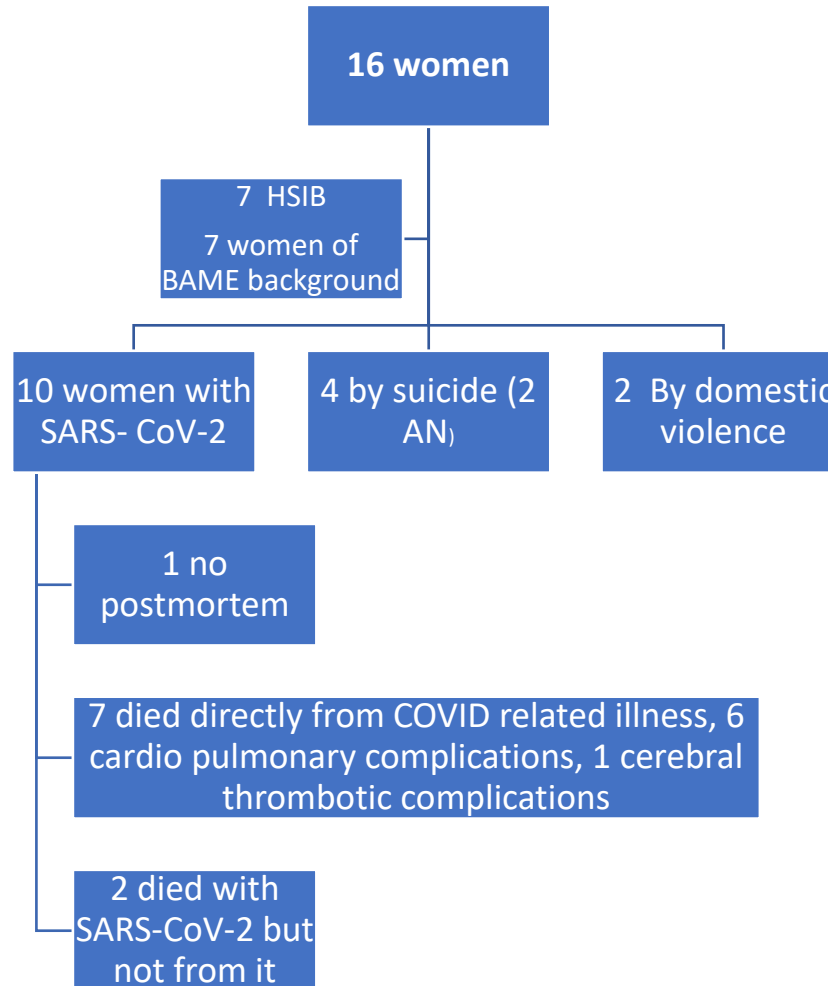 16 women
7 HSIB
7 women of
BAME background
10 women with
SARS- CoV-2
4 by suicide (2
AN)
2 By domestic
violence
1 no
postmortem
7 died directly from COVID related illness, 6
cardio pulmonary complications, 1 cerebral
thrombotic complications
2 died with
SARS-CoV-2 but
not from it